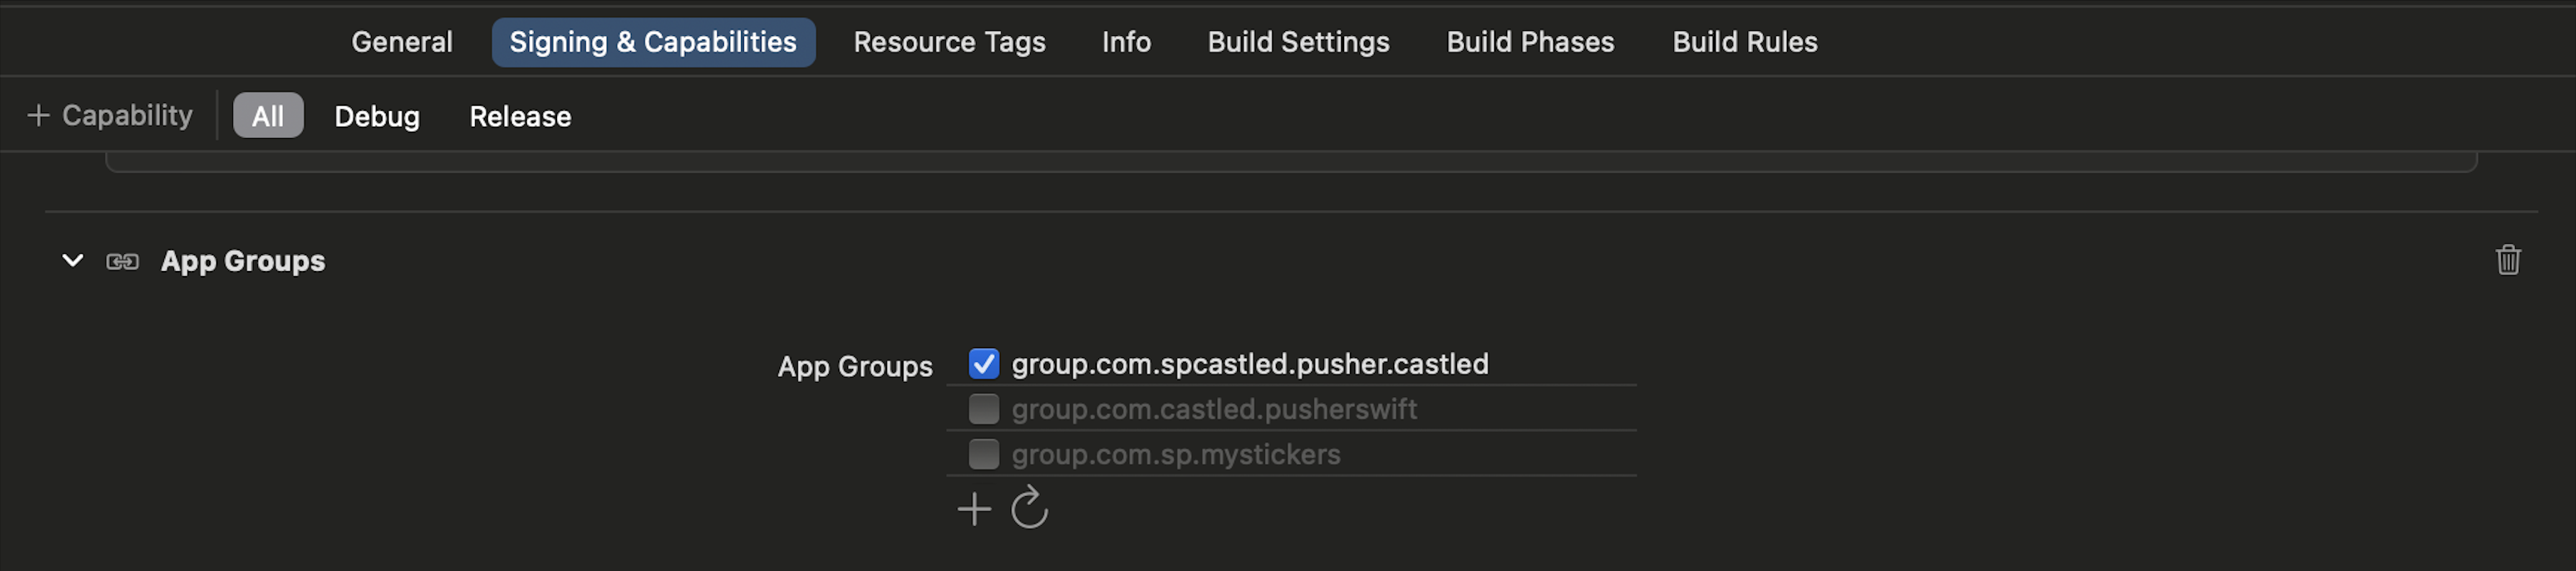 General Signing & Capabilities Resource Tags Info Build Settings Build Phases Build Rules
+ Capability All Debug Release
App Groups
App Groups group.com.spcastled.pusher.castled
group.com.castled.pusherswift
group.com.sp.mystickers